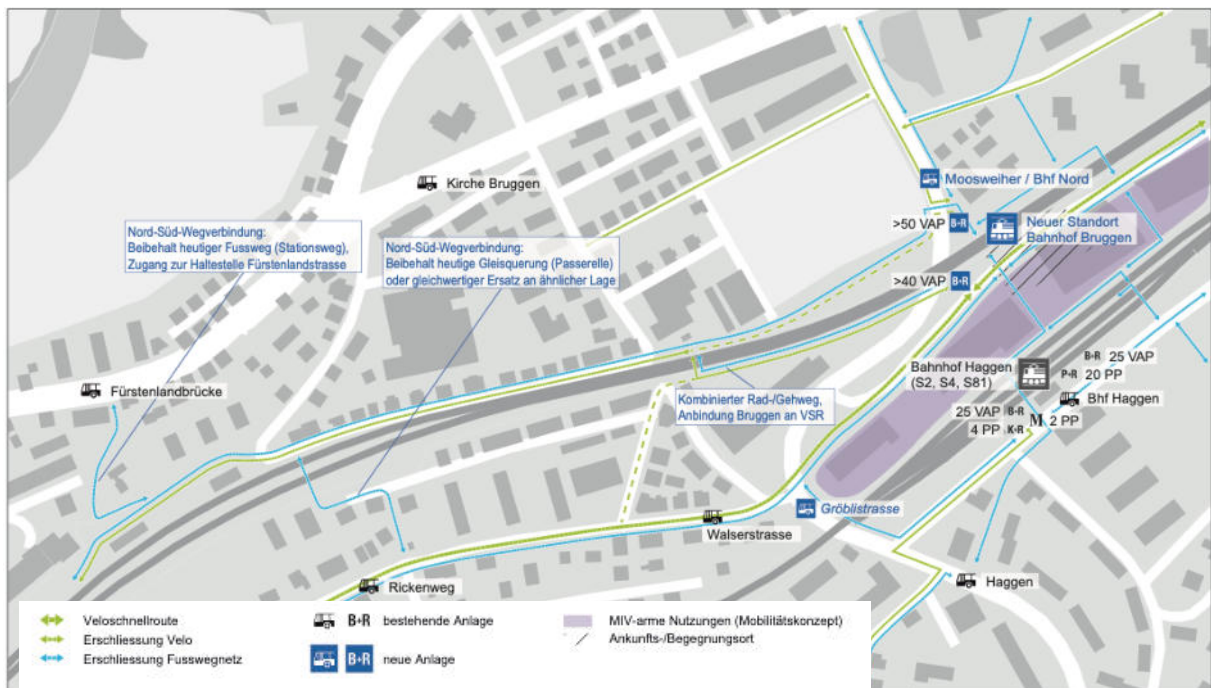 Kirche Bruggen
Moosweiher / Bhf Nord
>50 VAP B+R
Neuer Standort
Bahnhof Bruggen
>40 VAP B+R
Nord-Süd-Wegverbindung:
Beibehalt heutiger Fussweg (Stationsweg),
Zugang zur Haltestelle Fürstenlandstrasse
Nord-Süd-Wegverbindung:
Beibehalt heutige Gleisquerung (Passerelle)
oder gleichwertiger Ersatz an ähnlicher Lage
Fürstenlandbrücke
Kombinierter Rad-/Gehweg,
Anbindung Bruggen an VSR
Bahnhof Haggen
(S2, S4, S81)
B+R 25 VAP
P+R 20 PP
Bhf Haggen
25 VAP B+R
4 PP K+R
M 2 PP
Gröblistrasse
Walserstrasse
Rickenweg
Haggen
Veloschnellroute
Erschliessung Velo
Erschliessung Fusswegnetz
B+R bestehende Anlage
B+R neue Anlage
MIV-arme Nutzungen (Mobilitätskonzept)
Ankunfts-/Begegnungsort